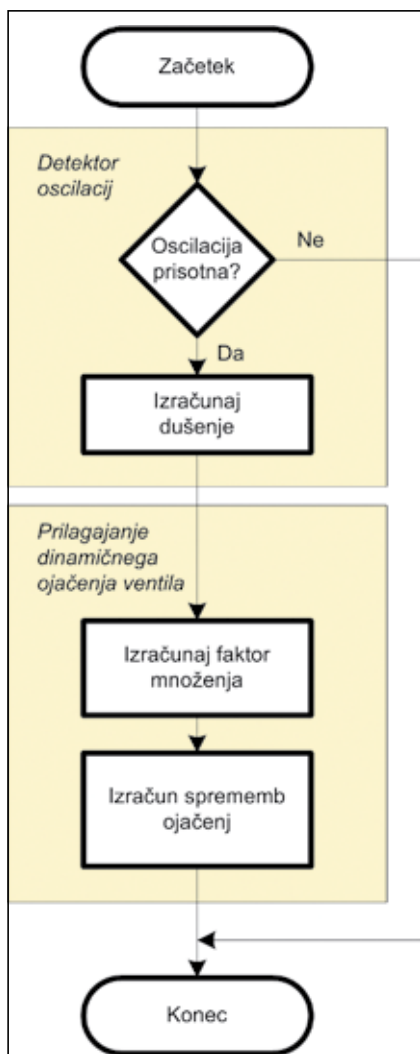 Začetek
Detektor
oscilacij
Oscilacija
prisotna?
Ne
Da
Izračunaj
dušenje
Prilagajanje
dinamičnega
ojačenja ventila
Izračunaj faktor
množenja
Izračun sprememb
ojačenj
Konec